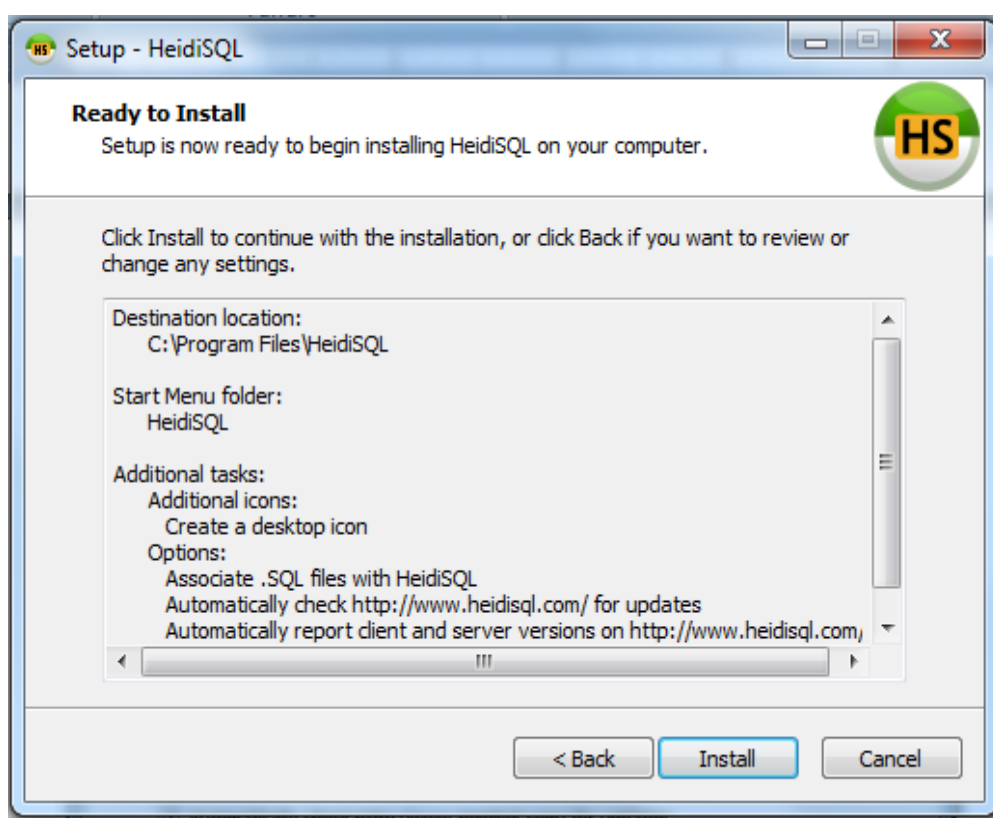 HS Setup - HeidiSQL
Ready to Install
Setup is now ready to begin installing HeidiSQL on your computer.
HS
Click Install to continue with the installation, or click Back if you want to review or
change any settings.
Destination location:
C:\Program Files\HeidiSQL
Start Menu folder:
HeidiSQL
Additional tasks:
Additional icons:
Create a desktop icon
Options:
Associate .SQL files with HeidiSQL
Automatically check http://www.heidisql.com/ for updates
Automatically report client and server versions on http://www.heidisql.com/
< Back Install Cancel